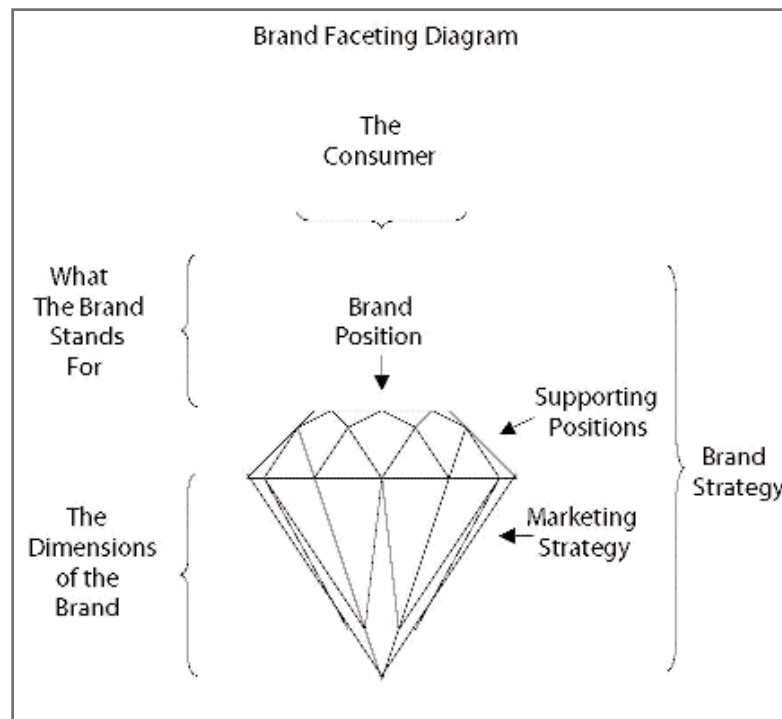 Brand Faceting Diagram
The
Consumer
What
The Brand
Stands
For
Brand
Position
Supporting
Positions
Brand
Strategy
The
Dimensions
of the
Brand
Marketing
Strategy